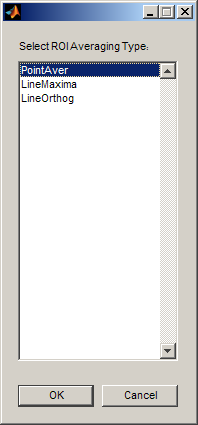 Select ROI Averaging Type:
PointAver
LineMaxima
LineOrthog
OK
Cancel